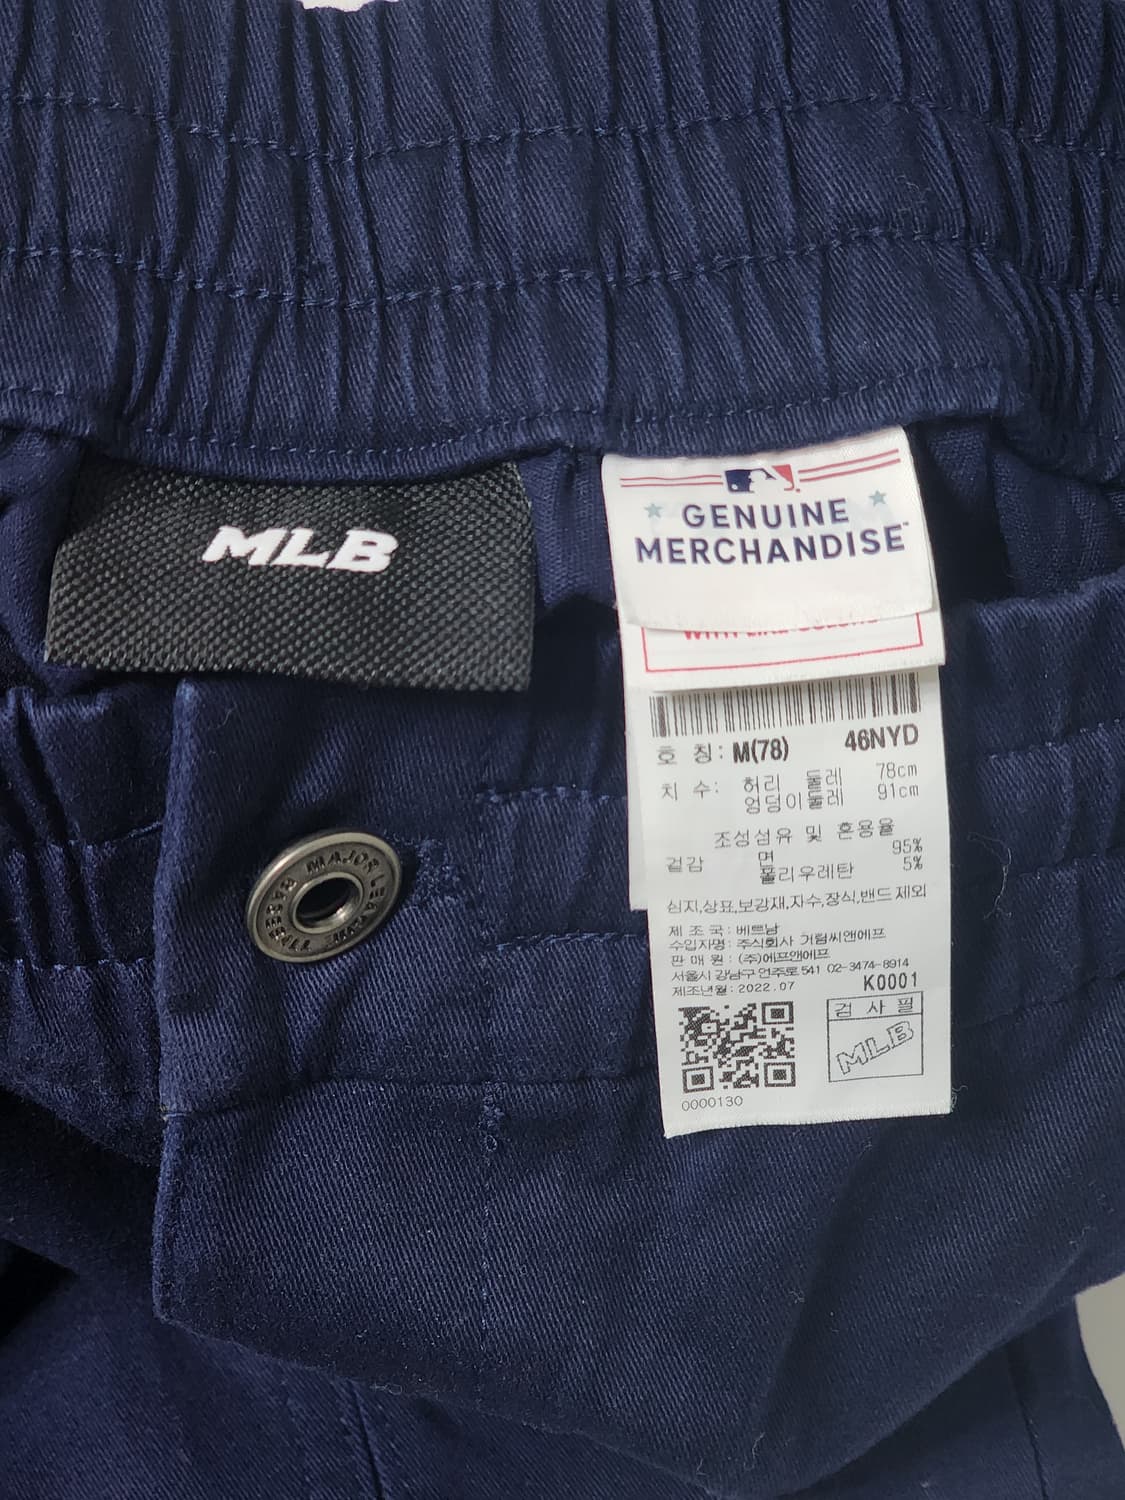 MLB
GENUINE
MERCHANDISE™
호 칭: M(78) 46NYD
치 수: 허리 둘레 78cm
엉덩이둘레 91cm
조성섬유 및 혼용율
겉감 면 95%
폴리우레탄 5%
심지,상표,보강재,자수,장식,밴드 제외
제 조 국: 베트남
수입자명: 주식회사 거림씨앤에프
판 매 원: (주)에프앤에프
서울시 강남구 언주로 541 02-3474-8914
제조년월: 2022.07 K0001
검 사 필
MLB
0000130
MAJOR LEAGUE